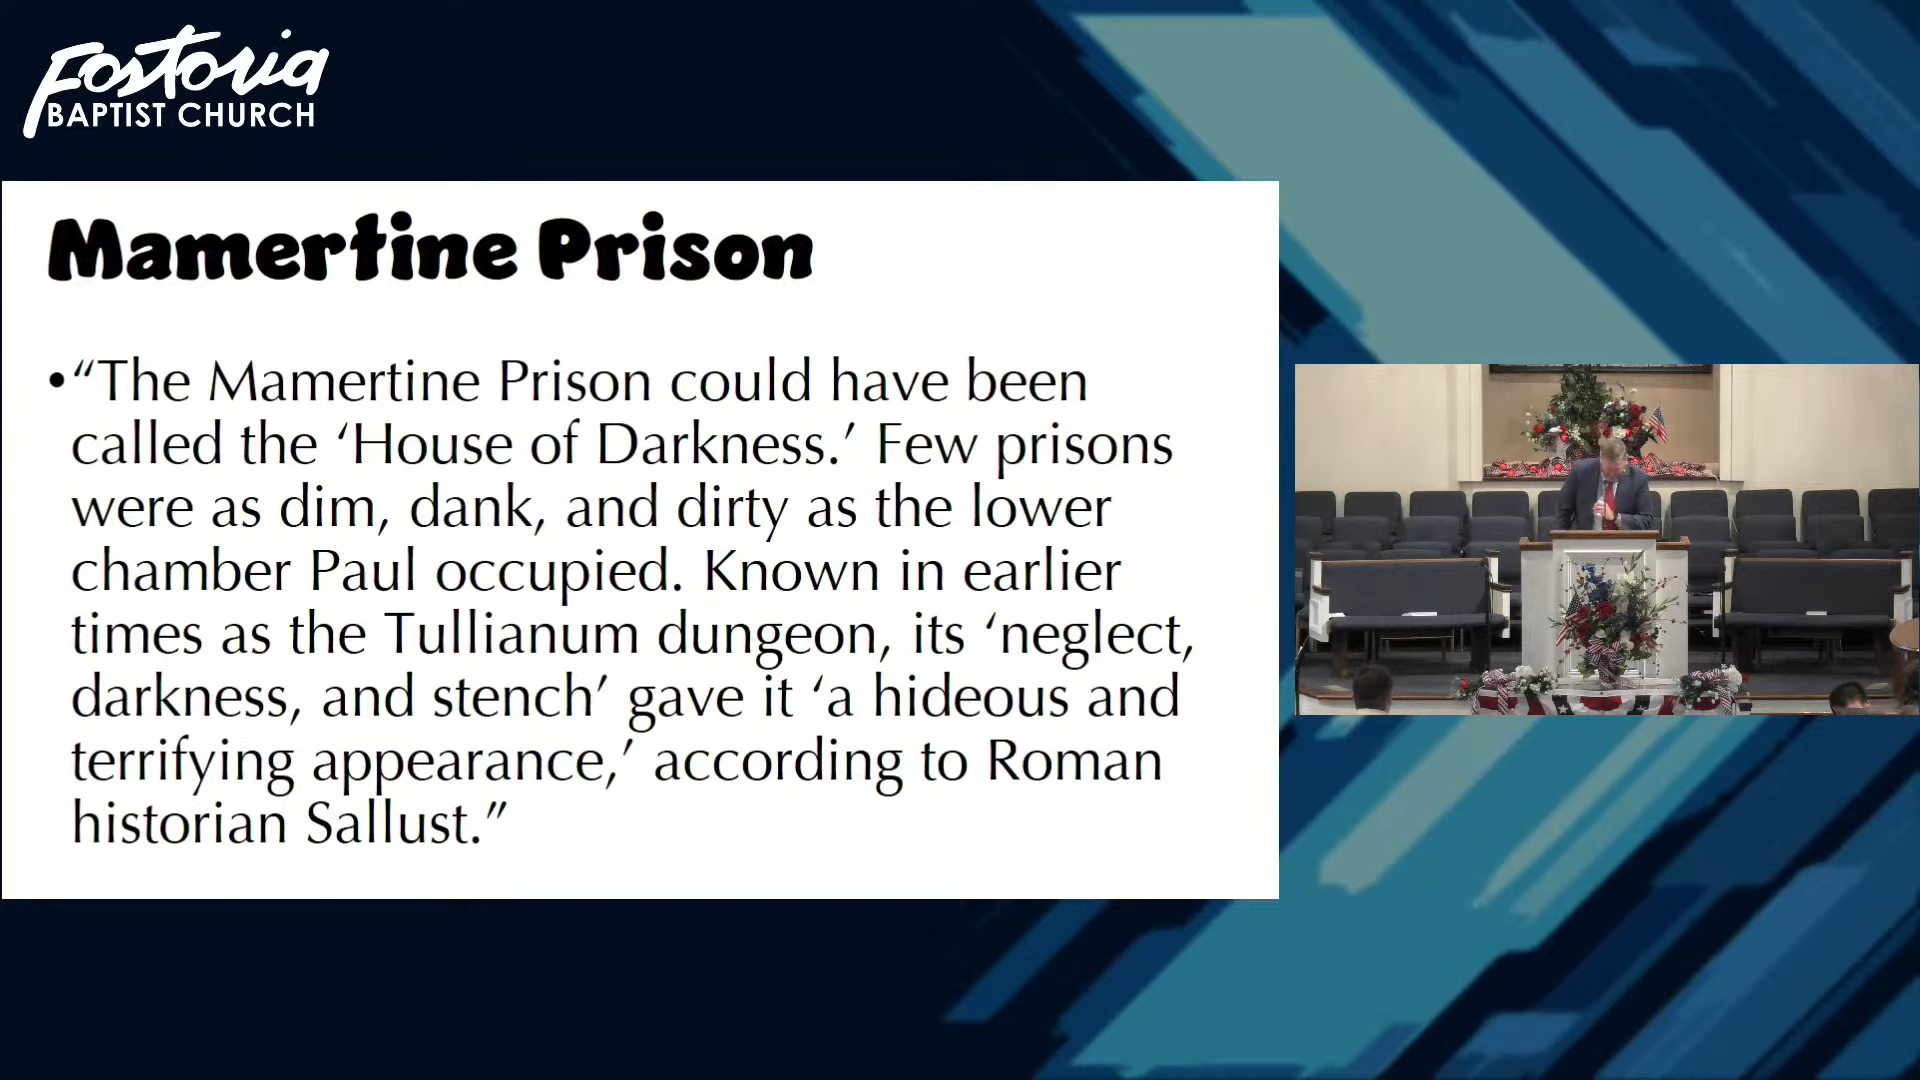 Fostoria
BAPTIST CHURCH
Mamertine Prison
•“The Mamertine Prison could have been
called the ‘House of Darkness.’ Few prisons
were as dim, dank, and dirty as the lower
chamber Paul occupied. Known in earlier
times as the Tullianum dungeon, its ‘neglect,
darkness, and stench’ gave it ‘a hideous and
terrifying appearance,’ according to Roman
historian Sallust.”